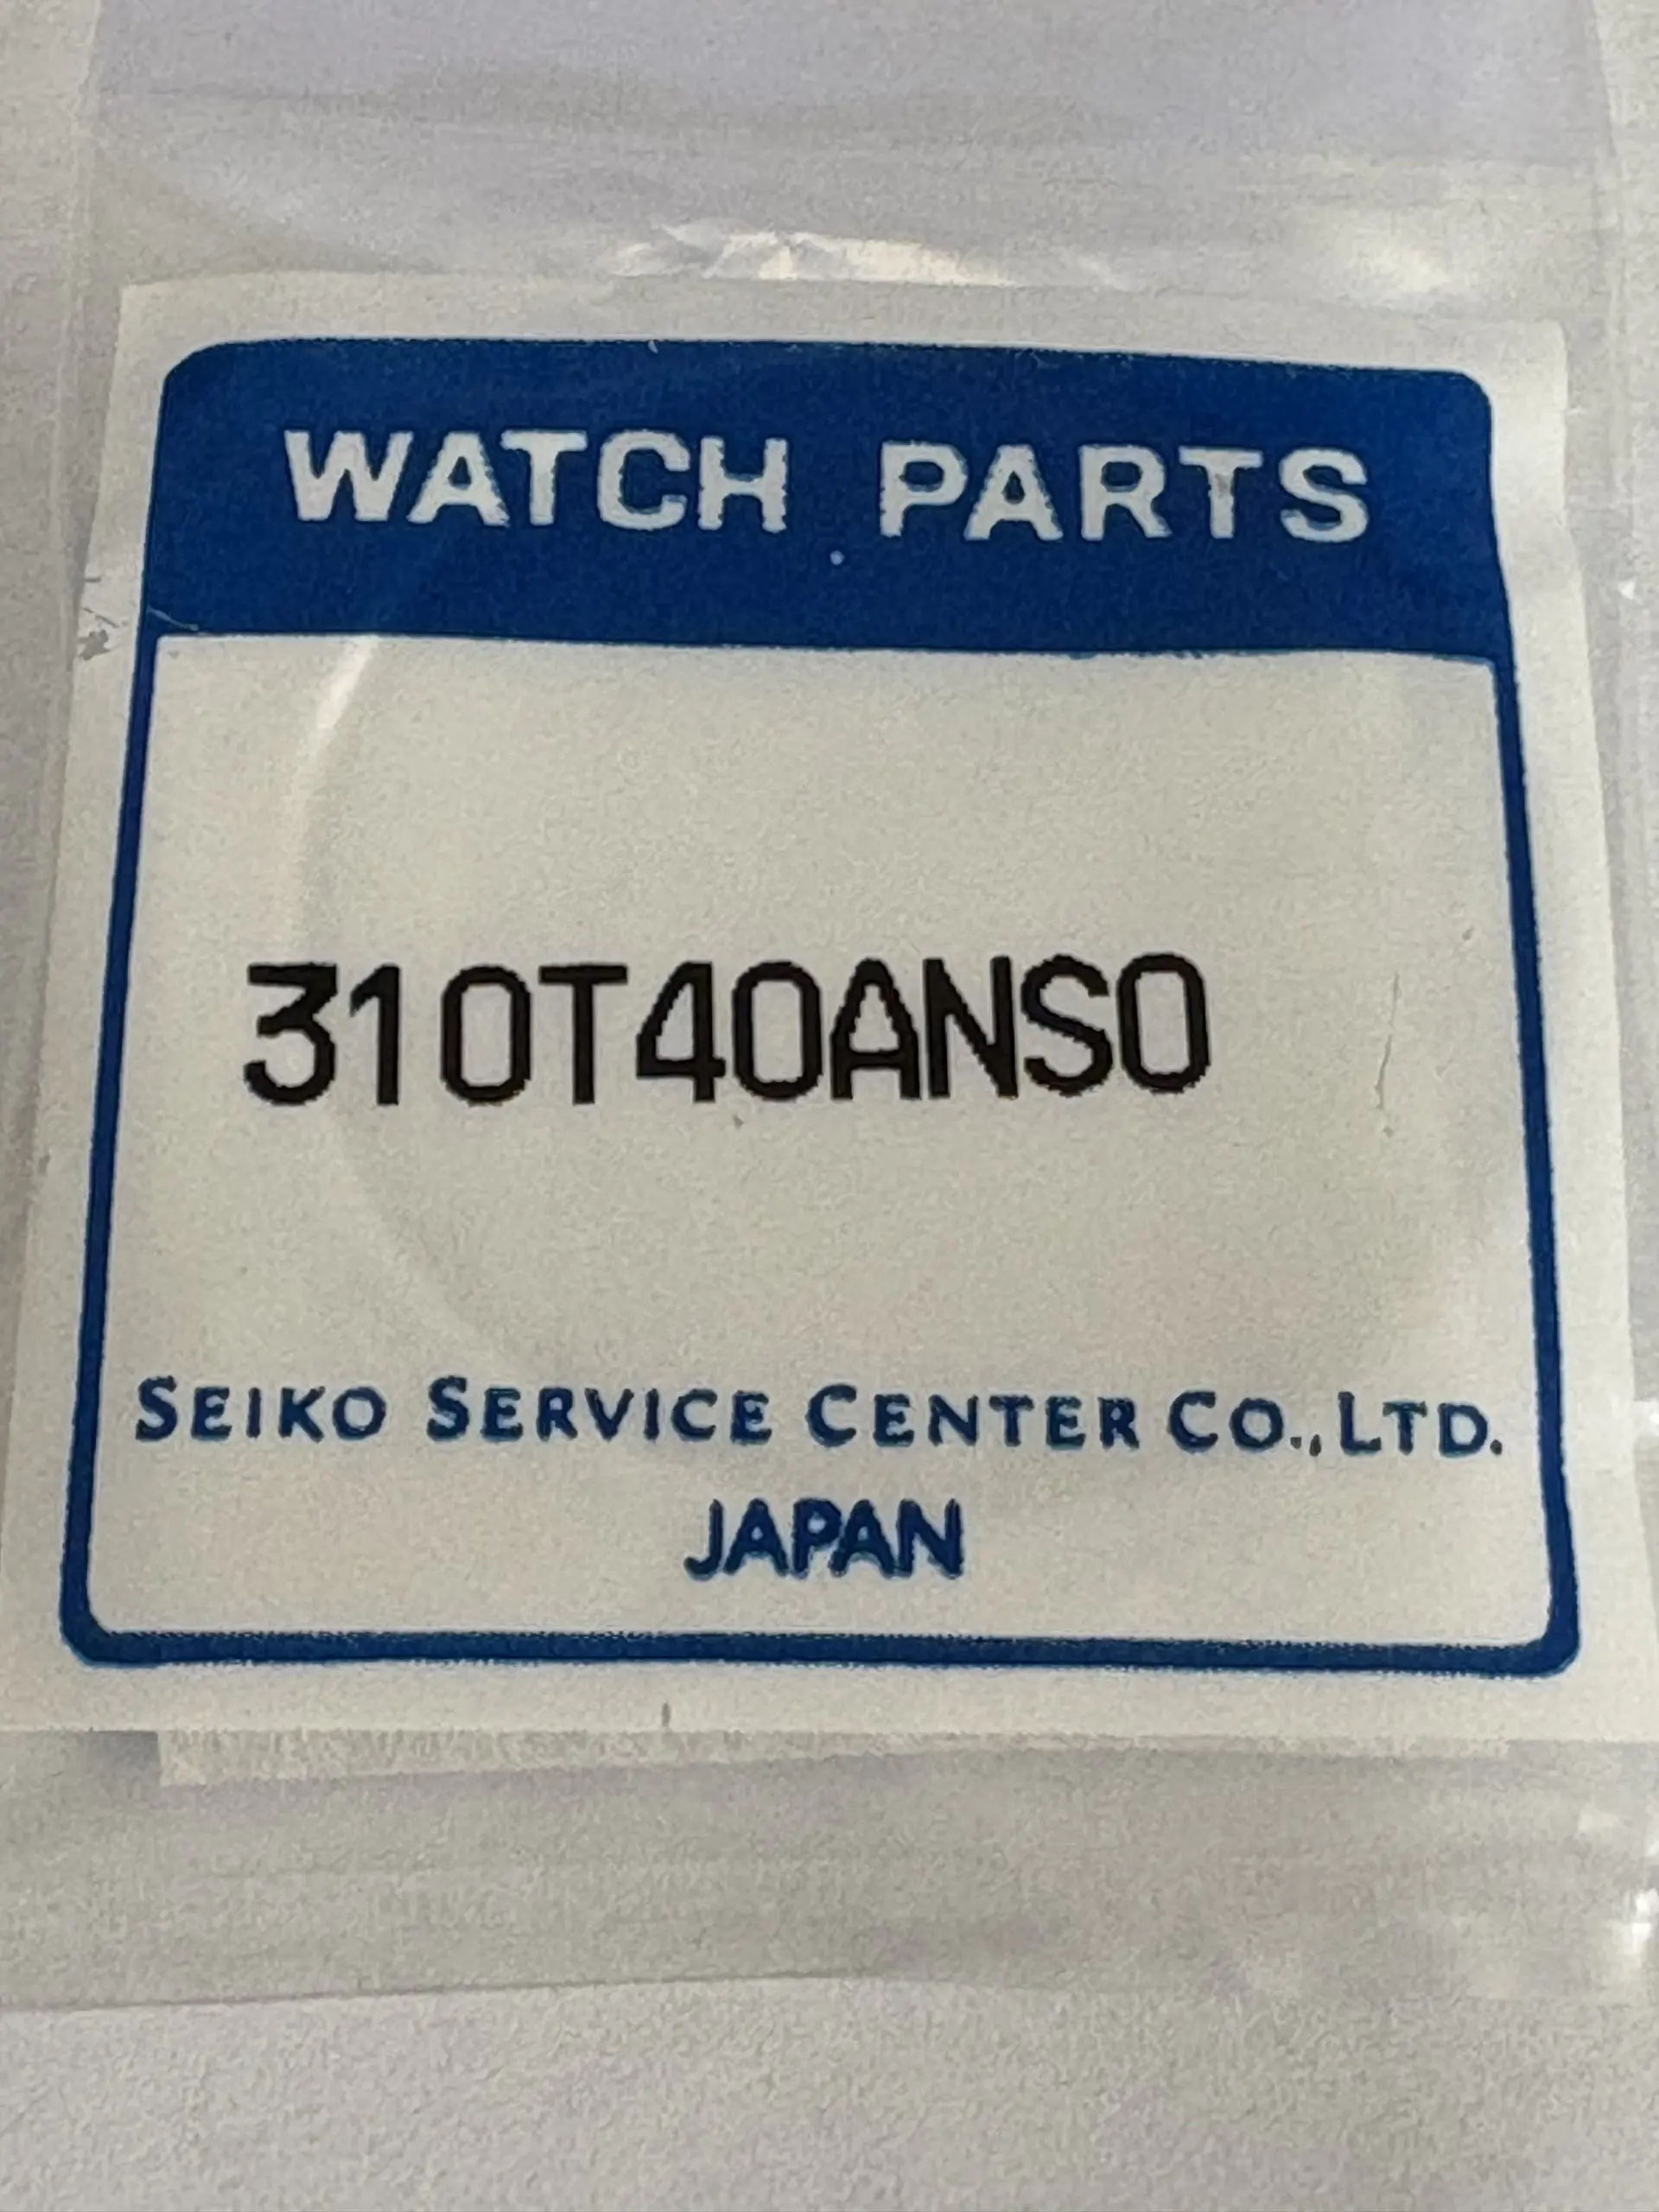 WATCH PARTS
310T40ANS0
SEIKO SERVICE CENTER CO.,LTD.
JAPAN